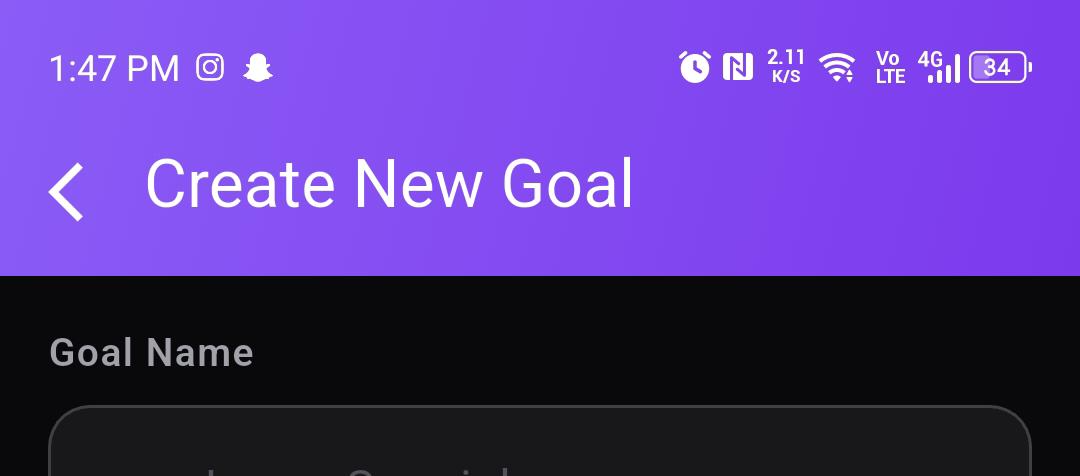 1:47 PM 2.11 K/S Vo LTE 4G 34
Create New Goal
Goal Name